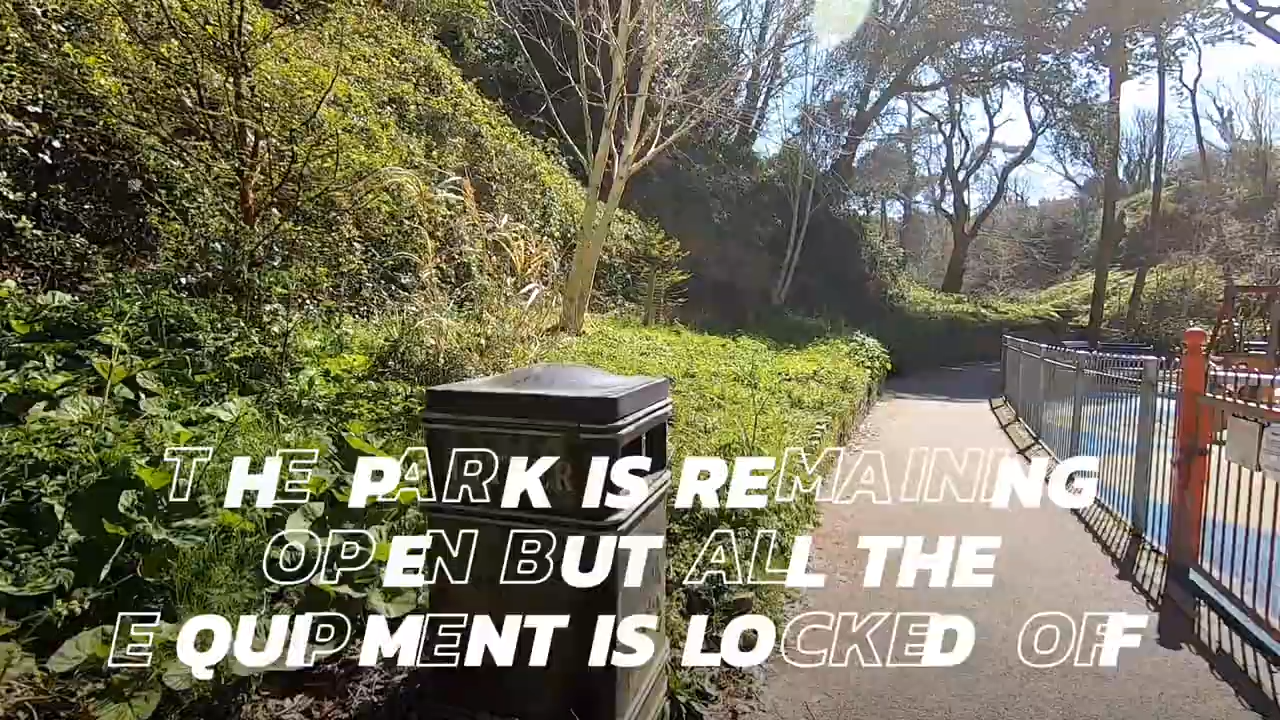 THE PARK IS REMAINING
OPEN BUT ALL THE
EQUIPMENT IS LOCKED OFF